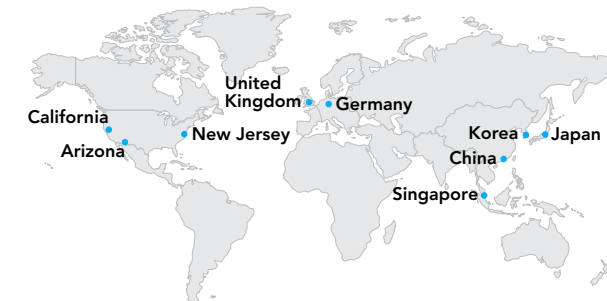 United
Kingdom
Germany
California
New Jersey
Arizona
Korea
Japan
China
Singapore